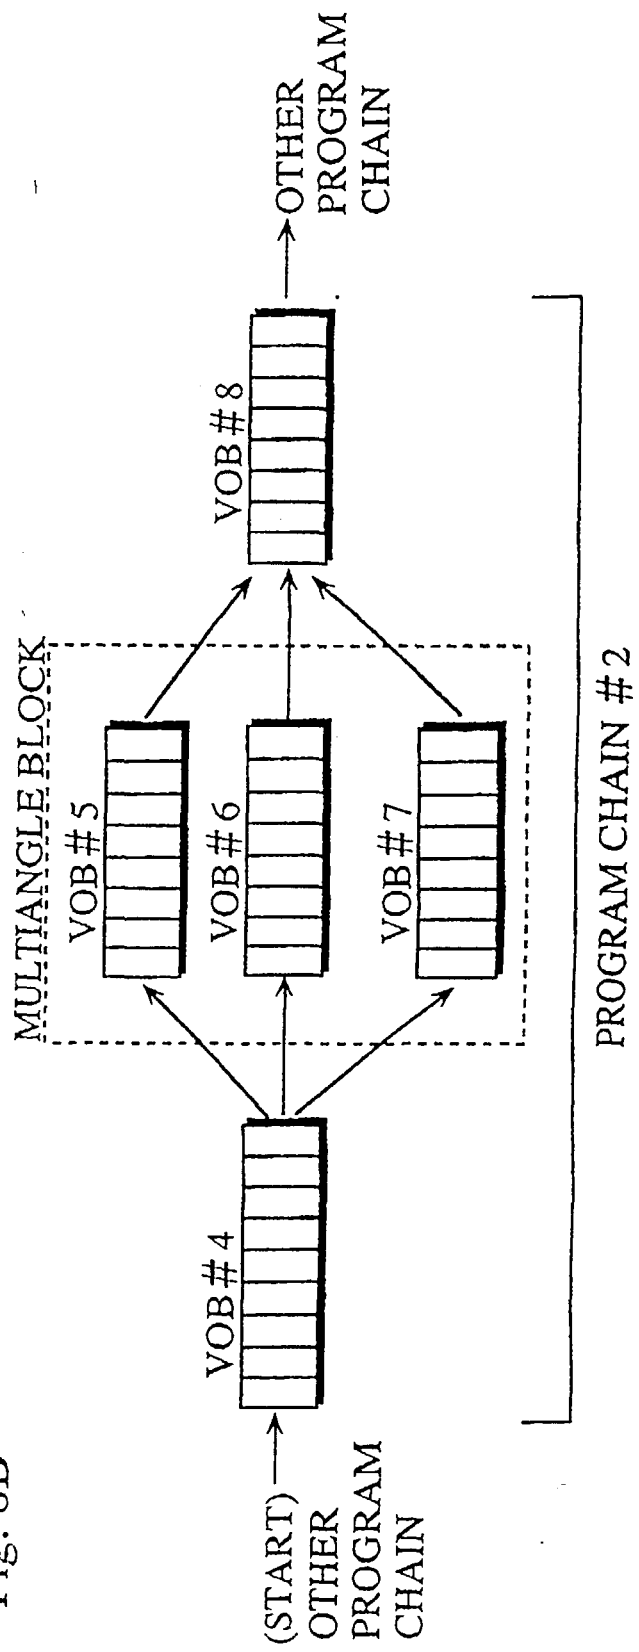 Fig.
MULTIANGLE BLOCK
VOB#5
VOB#4
VOB#6
VOB#8
(START)
OTHER
PROGRAM
CHAIN
OTHER
PROGRAM
CHAIN
VOB#7
PROGRAM CHAIN #2